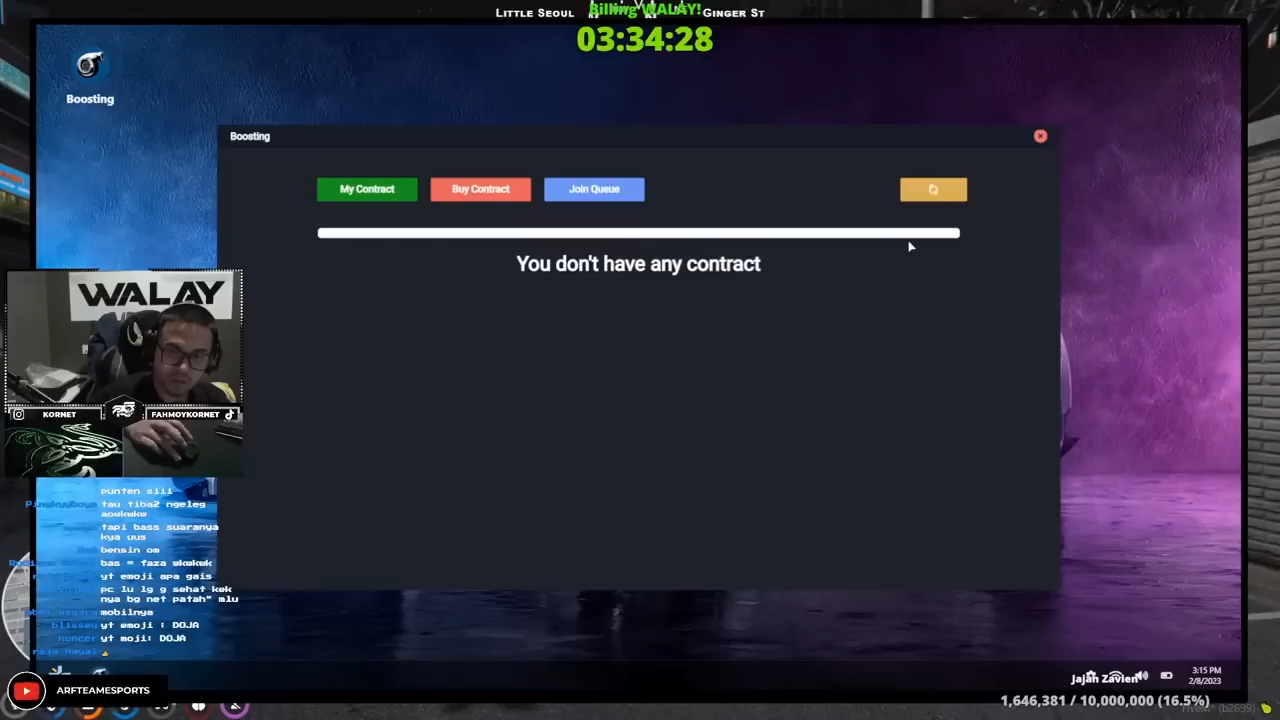 LITTLE SEOUL
GINGER ST
Billing WALAY!
03:34:28
Boosting
Boosting
My Contract
Buy Contract
Join Queue
You don't have any contract
WALAY
KORNET
FAHMOYKORNET
punten siii
tau tiba2 ngeleg
aowkwkw
tapi bass suaranya
kya uus
bensin om
bas = faza wkwkwk
yt emoji apa gais
pc lu lg g sehat kek
nya bg net patah" mlu
mobilnya
blissey yt emoji : DOJA
koncer yt moji: DOJA
ARFTEAMESPORTS
Jajan Zavien
3:15 PM
2/8/2023
1,646,381 / 10,000,000 (16.5%)
(b2699)